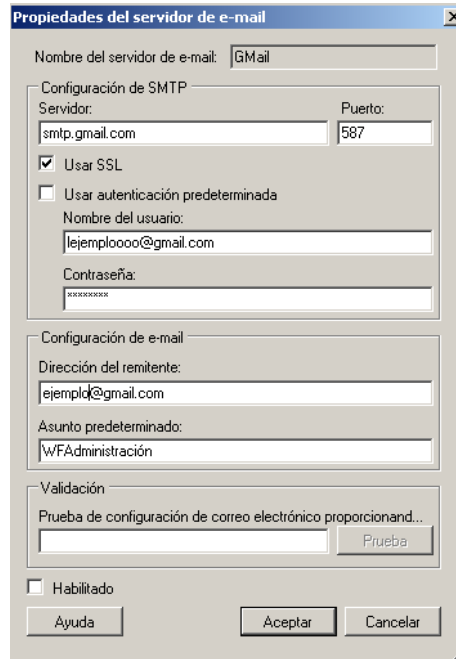 Propiedades del servidor de e-mail
Nombre del servidor de e-mail: GMail
Configuración de SMTP
Servidor: Puerto:
smtp.gmail.com 587
Usar SSL
Usar autenticación predeterminada
Nombre del usuario:
lejemploooo@gmail.com
Contraseña:
********
Configuración de e-mail
Dirección del remitente:
ejemplo@gmail.com
Asunto predeterminado:
WFAdministración
Validación
Prueba de configuración de correo electrónico proporcionand...
Prueba
Habilitado
Ayuda Aceptar Cancelar